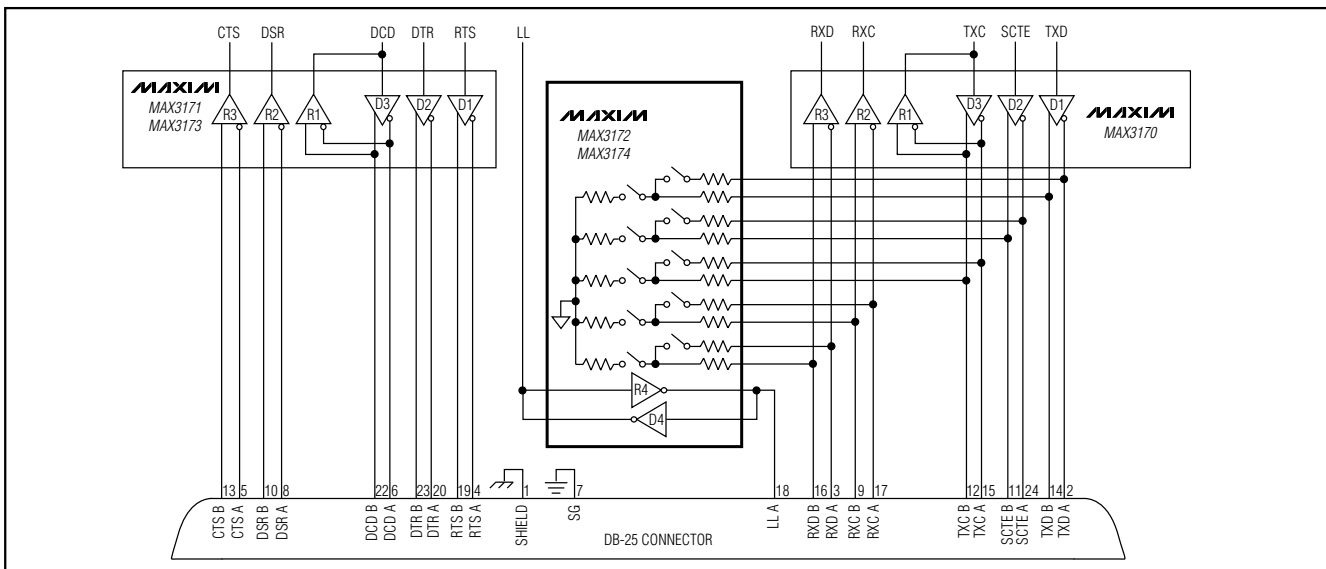 CTS DSR DCD DTR RTS LL RXD RXC TXC SCTE TXD
MAXIM
MAX3171
MAX3173
R3 R2 R1 D3 D2 D1
MAXIM
MAX3172
MAX3174
R3 R2 R1 D3 D2 D1
MAXIM
MAX3170
R4
D4
13 5 10 8 22 6 23 20 19 4 1 7 18 16 3 9 17 12 15 11 24 14 2
CTS B
CTS A
DSR B
DSR A
DCD B
DCD A
DTR B
DTR A
RTS B
RTS A
SHIELD
SG
LL A
RXD B
RXD A
RXC B
RXC A
TXC B
TXC A
SCTE B
SCTE A
TXD B
TXD A
DB-25 CONNECTOR